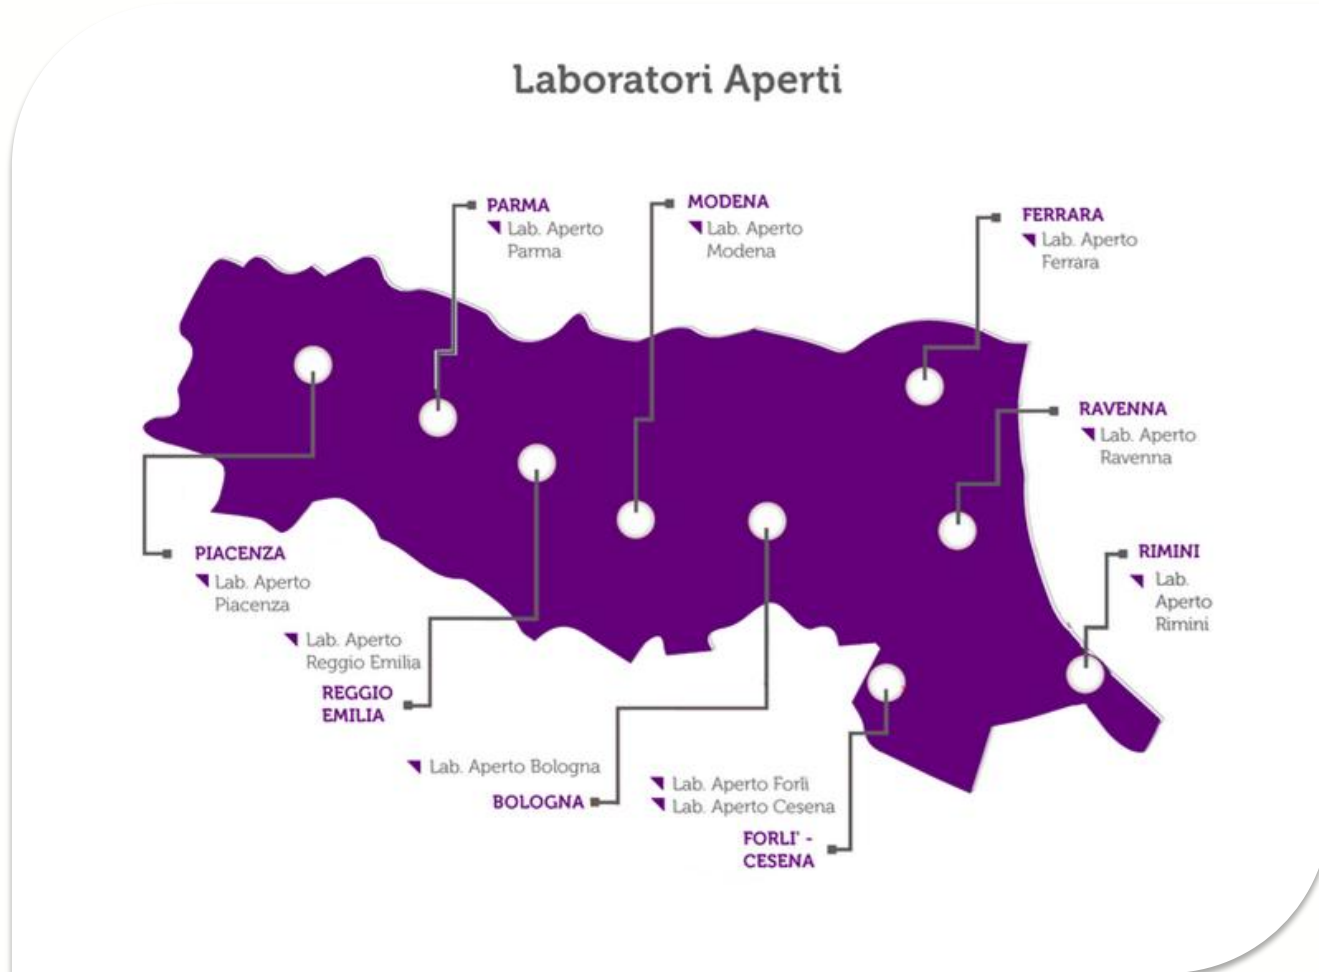 Laboratori Aperti
PARMA
Lab. Aperto
Parma
MODENA
Lab. Aperto
Modena
FERRARA
Lab. Aperto
Ferrara
RAVENNA
Lab. Aperto
Ravenna
PIACENZA
Lab. Aperto
Piacenza
RIMINI
Lab.
Aperto
Rimini
Lab. Aperto
Reggio Emilia
REGGIO
EMILIA
Lab. Aperto Bologna
BOLOGNA
Lab. Aperto Forlì
Lab. Aperto Cesena
FORLI' -
CESENA